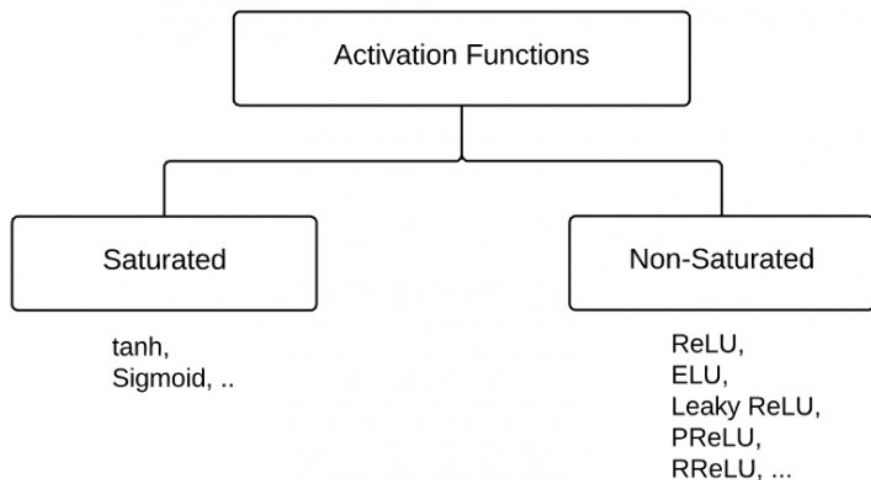 Activation Functions
Saturated
Non-Saturated
tanh,
Sigmoid, ..
ReLU,
ELU,
Leaky ReLU,
PReLU,
RReLU, ...